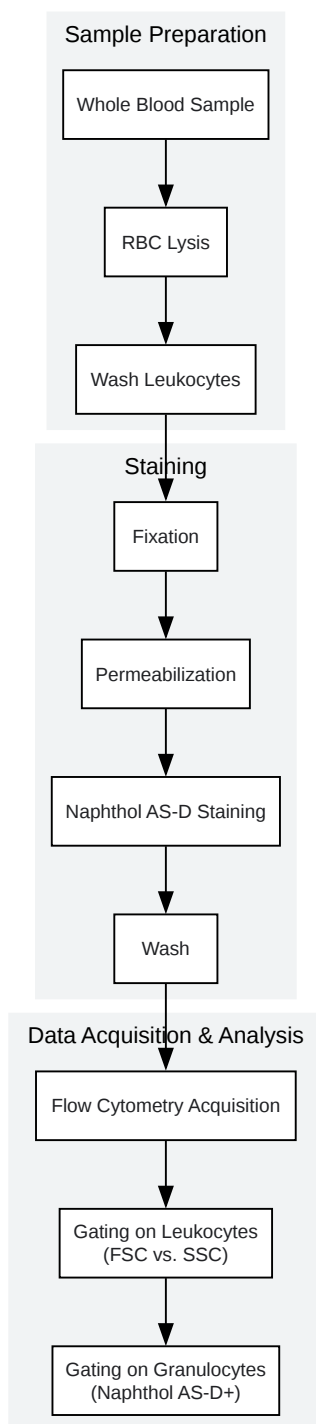 Sample Preparation
Whole Blood Sample
RBC Lysis
Wash Leukocytes
Staining
Fixation
Permeabilization
Naphthol AS-D Staining
Wash
Data Acquisition & Analysis
Flow Cytometry Acquisition
Gating on Leukocytes
(FSC vs. SSC)
Gating on Granulocytes
(Naphthol AS-D+)